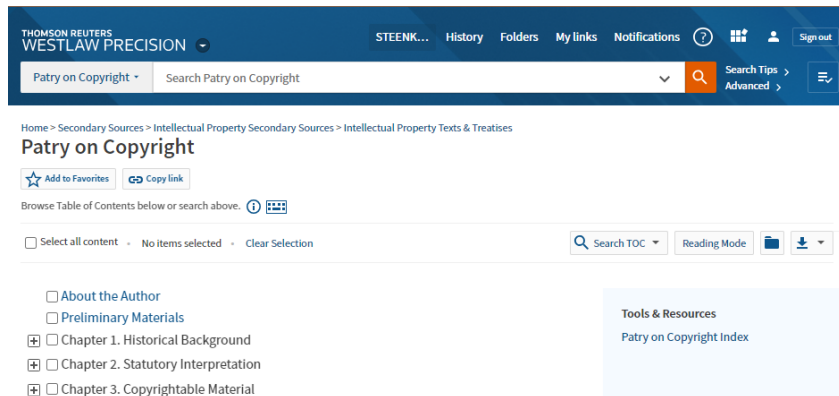 THOMSON REUTERS
WESTLAW PRECISION
STEENK... History Folders My links Notifications ? Sign out
Patry on Copyright Search Patry on Copyright Search Tips >
Advanced >
Home > Secondary Sources > Intellectual Property Secondary Sources > Intellectual Property Texts & Treatises
Patry on Copyright
Add to Favorites Copy link
Browse Table of Contents below or search above.
Select all content • No items selected • Clear Selection Search TOC Reading Mode
About the Author
Preliminary Materials
Chapter 1. Historical Background
Chapter 2. Statutory Interpretation
Chapter 3. Copyrightable Material
Tools & Resources
Patry on Copyright Index